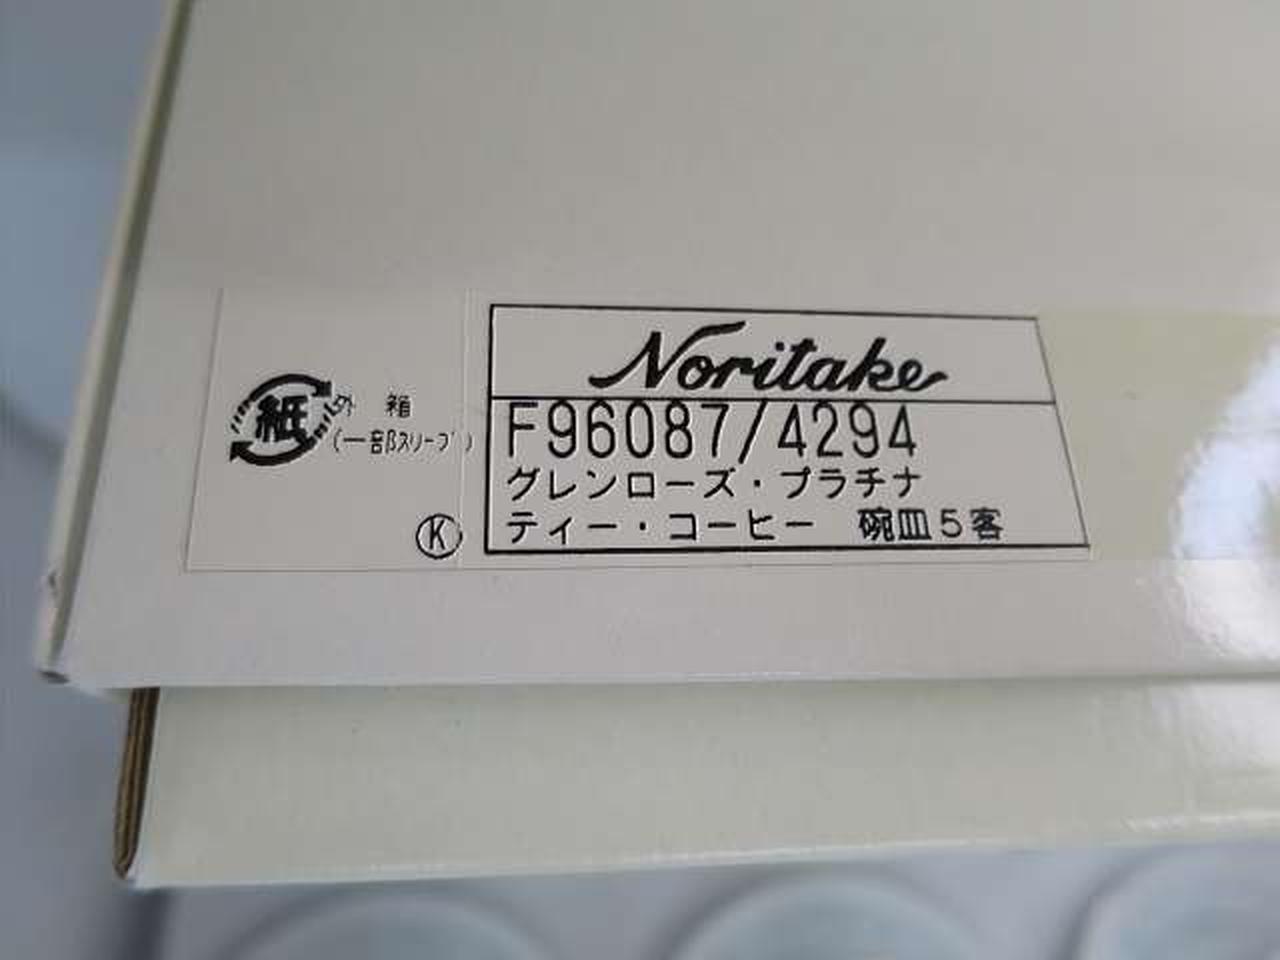 紙
外 箱
(一部スリーブ)
K
Noritake
F96087/4294
グレンローズ・プラチナ
ティー・コーヒー 碗皿5客